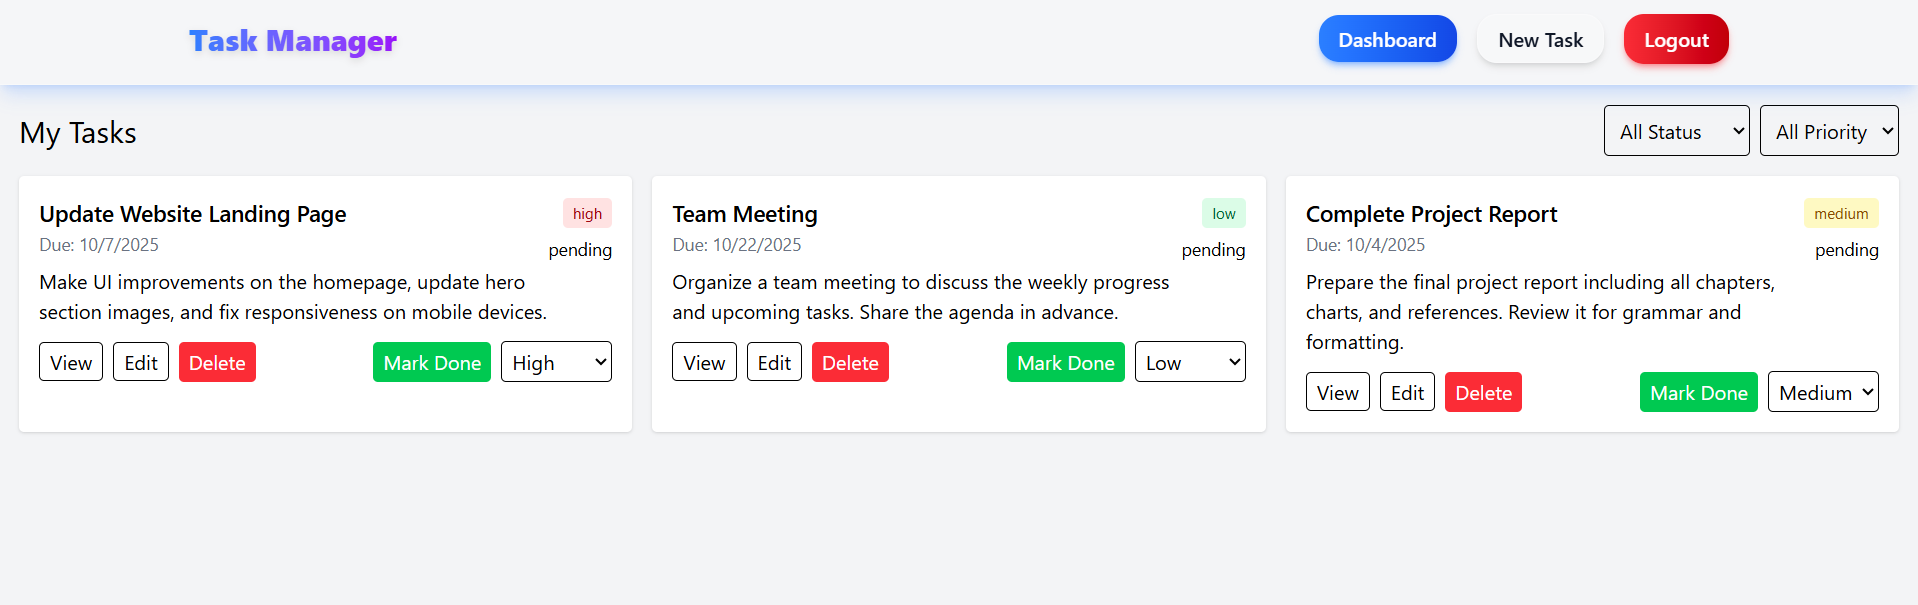 Task Manager
Dashboard
New Task
Logout
My Tasks
All Status
All Priority
Update Website Landing Page
high
Due: 10/7/2025
pending
Make UI improvements on the homepage, update hero
section images, and fix responsiveness on mobile devices.
View
Edit
Delete
Mark Done
High
Team Meeting
low
Due: 10/22/2025
pending
Organize a team meeting to discuss the weekly progress
and upcoming tasks. Share the agenda in advance.
View
Edit
Delete
Mark Done
Low
Complete Project Report
medium
Due: 10/4/2025
pending
Prepare the final project report including all chapters,
charts, and references. Review it for grammar and
formatting.
View
Edit
Delete
Mark Done
Medium